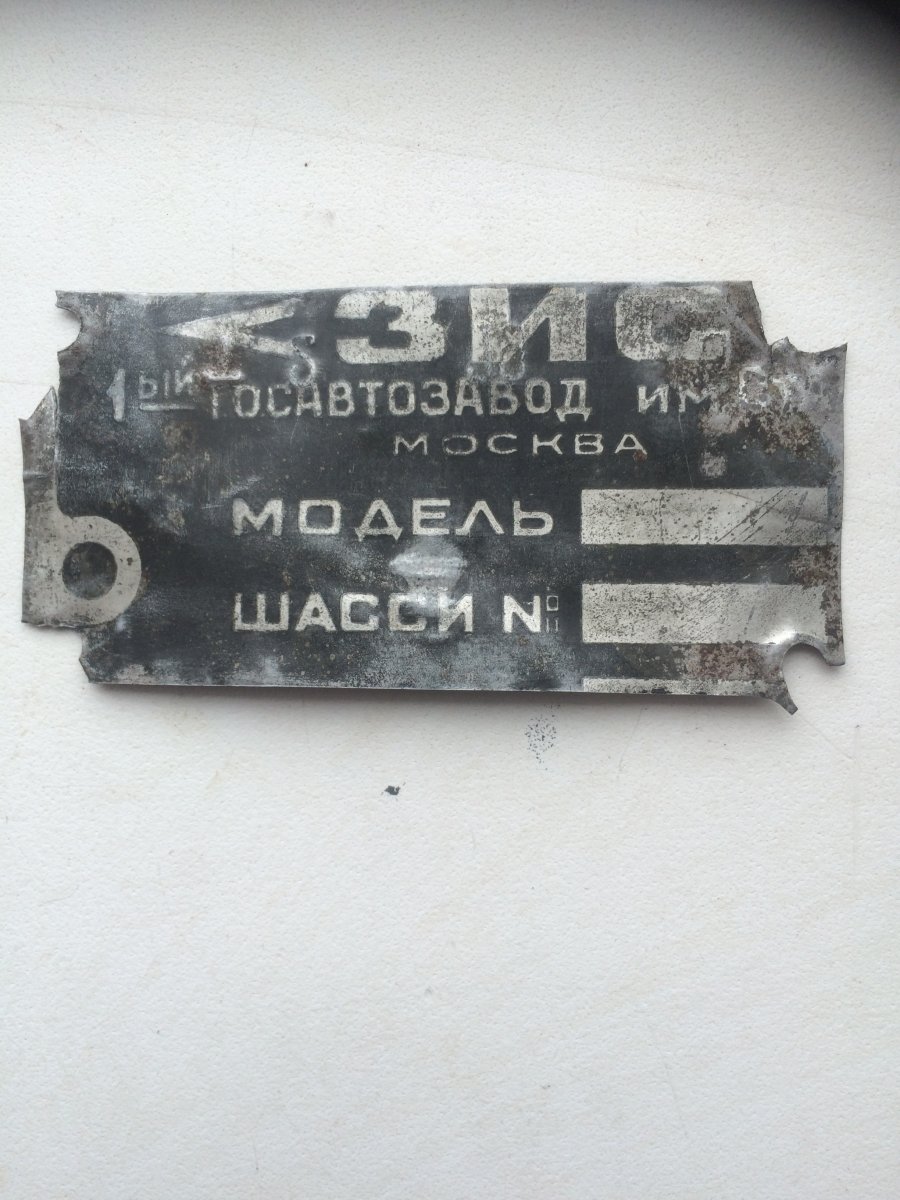 ЗИС
1ый ГОСАВТОЗАВОД ИМ.
МОСКВА
МОДЕЛЬ
ШАССИ №